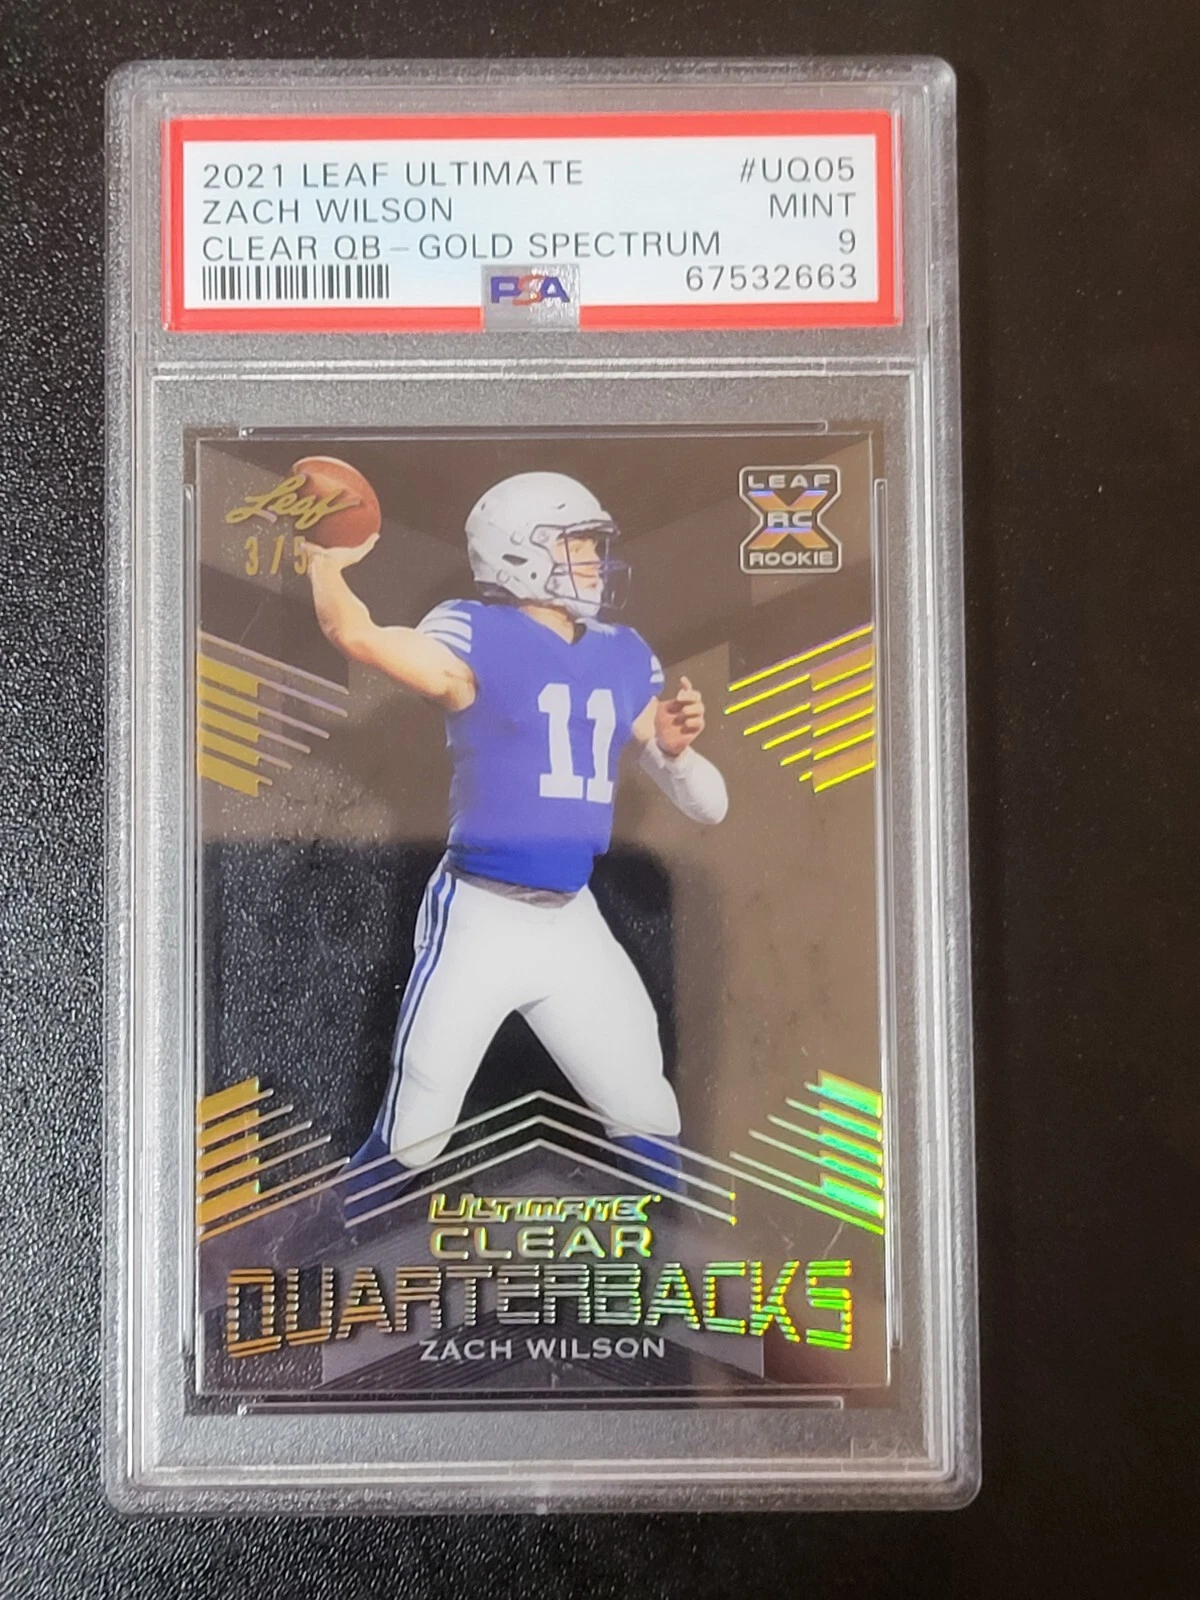 2021 LEAF ULTIMATE #UQ05
ZACH WILSON MINT
CLEAR QB - GOLD SPECTRUM 9
PSA 67532663
Leaf
3 / 5
LEAF
RC
ROOKIE
11
ULTIMATE
CLEAR
QUARTERBACKS
ZACH WILSON